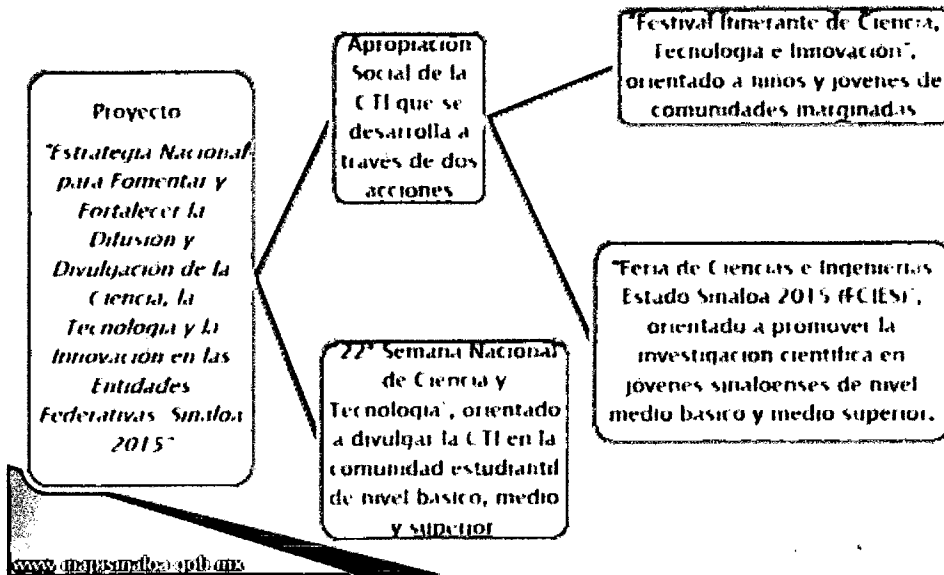 Proyecto
"Estrategia Nacional
para Fomentar y
Fortalecer la
Difusión y
Divulgación de la
Ciencia, la
Tecnología y la
Innovación en las
Entidades
Federativas Sinaloa
2015"
Apropiación
Social de la
CTI que se
desarrolla a
través de dos
acciones
"22° Semana Nacional
de Ciencia y
Tecnología", orientado
a divulgar la CTI en la
comunidad estudiantil
de nivel básico, medio
y superior
"Festival Itinerante de Ciencia,
Tecnología e Innovación",
orientado a niños y jóvenes de
comunidades marginadas
"Feria de Ciencias e Ingenierías
Estado Sinaloa 2015 (FCIES)",
orientado a promover la
investigación científica en
jóvenes sinaloenses de nivel
medio básico y medio superior.